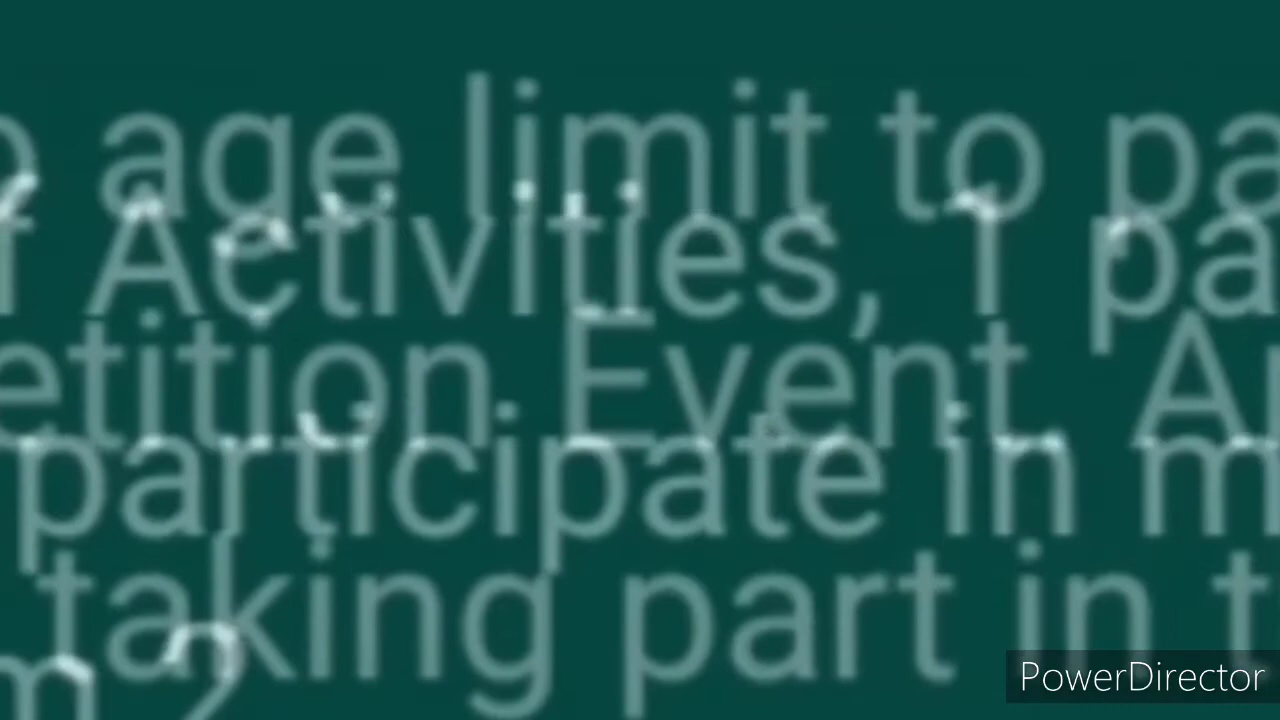 age limit to pa
Activities, 1 pa
etition Event. A
participate in m
taking part in t
PowerDirector